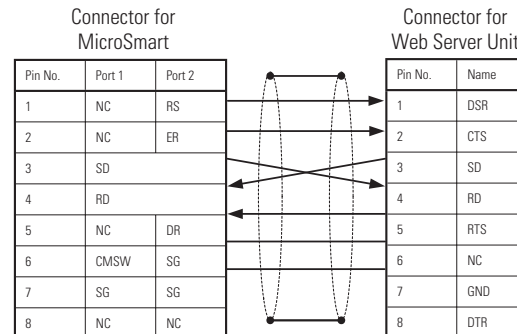 Connector for
MicroSmart
Connector for
Web Server Unit
Pin No. Port 1 Port 2
1 NC RS
2 NC ER
3 SD
4 RD
5 NC DR
6 CMSW SG
7 SG SG
8 NC NC
Pin No. Name
1 DSR
2 CTS
3 SD
4 RD
5 RTS
6 NC
7 GND
8 DTR